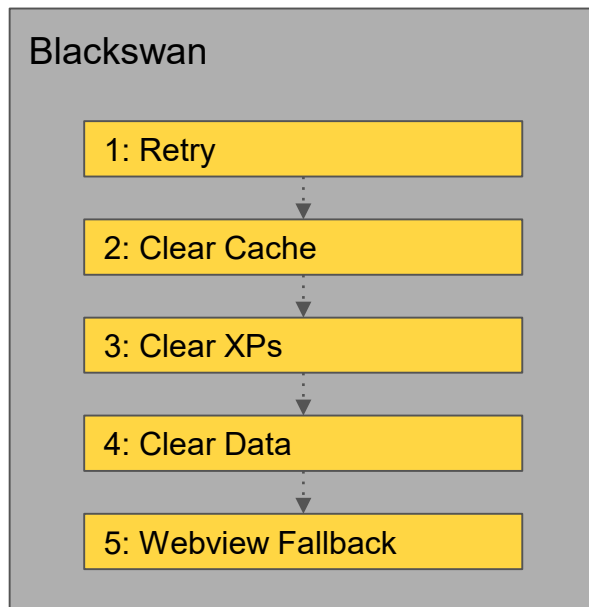 Blackswan
1: Retry
2: Clear Cache
3: Clear XPs
4: Clear Data
5: Webview Fallback